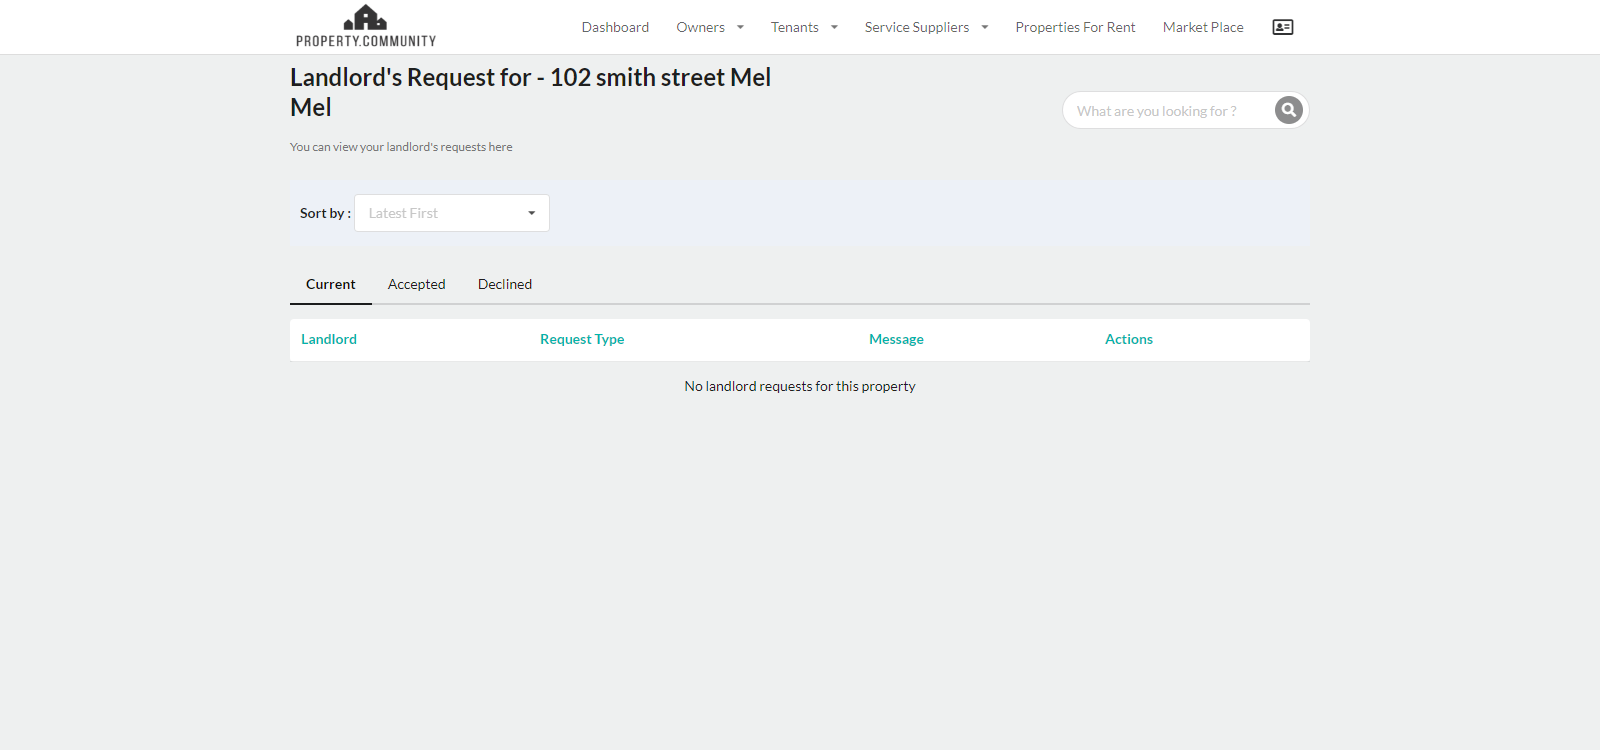 PROPERTY.COMMUNITY
Dashboard Owners Tenants Service Suppliers Properties For Rent Market Place
Landlord's Request for - 102 smith street Mel
Mel
What are you looking for ?
You can view your landlord's requests here
Sort by : Latest First
Current Accepted Declined
Landlord Request Type Message Actions
No landlord requests for this property